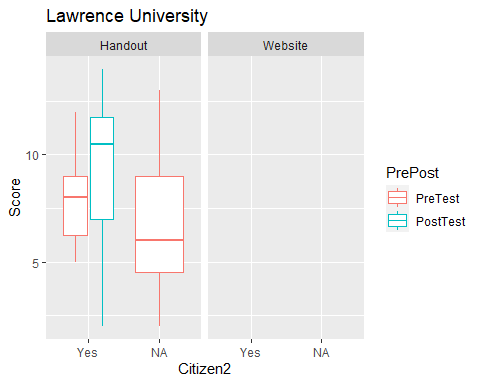 Lawrence University
Handout
Website
10
5
Score
Yes
NA
Yes
NA
Citizen2
PrePost
PreTest
PostTest